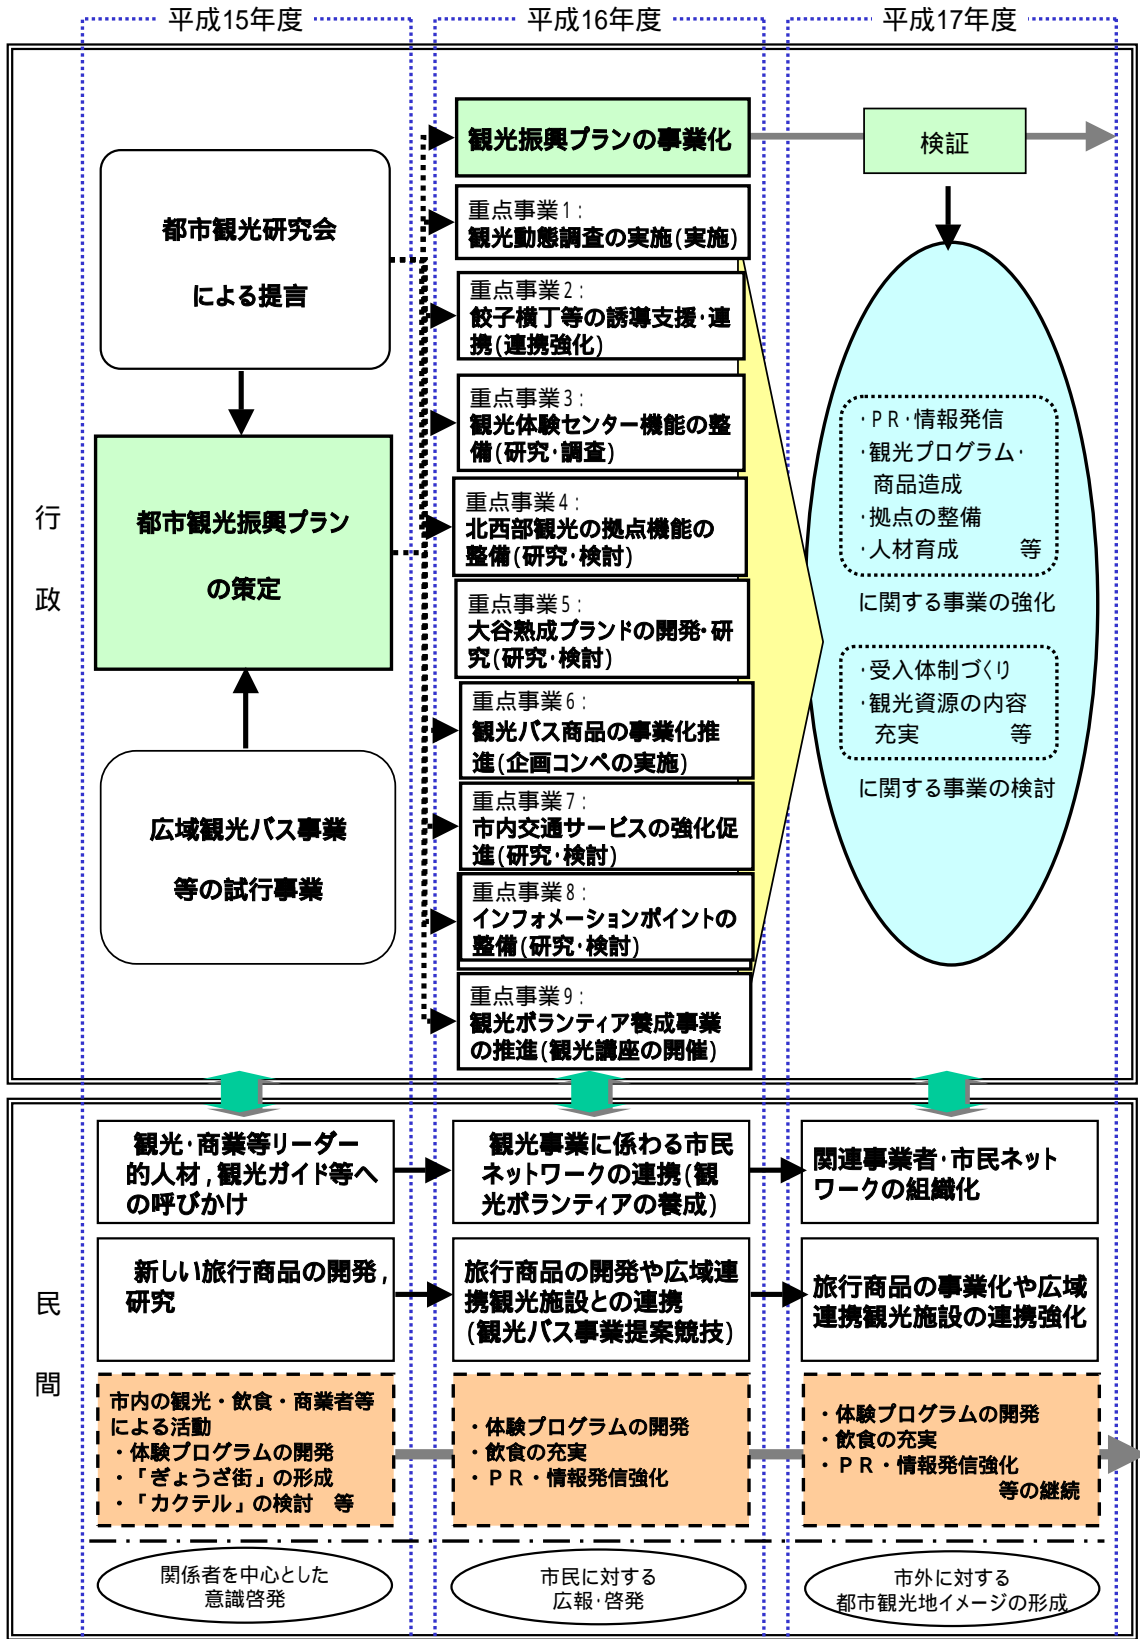 平成15年度
平成16年度
平成17年度
行
政
都市観光研究会
による提言
都市観光振興プラン
の策定
広域観光バス事業
等の試行事業
観光振興プランの事業化
重点事業1:
観光動態調査の実施(実施)
重点事業2:
餃子横丁等の誘導支援･連
携(連携強化)
重点事業3:
観光体験センター機能の整
備(研究･調査)
重点事業4:
北西部観光の拠点機能の
整備(研究･検討)
重点事業5:
大谷熟成ブランドの開発･研
究(研究･検討)
重点事業6:
観光バス商品の事業化推
進(企画コンペの実施)
重点事業7:
市内交通サービスの強化促
進(研究･検討)
重点事業8:
インフォメーションポイントの
整備(研究･検討)
重点事業9:
観光ボランティア養成事業
の推進(観光講座の開催)
検証
･PR･情報発信
･観光プログラム･
商品造成
･拠点の整備
･人材育成　　等
に関する事業の強化
･受入体制づくり
･観光資源の内容
充実　　　　等
に関する事業の検討
民
間
観光･商業等リーダー
的人材,観光ガイド等へ
の呼びかけ
観光事業に係わる市民
ネットワークの連携(観
光ボランティアの養成)
関連事業者･市民ネット
ワークの組織化
新しい旅行商品の開発,
研究
旅行商品の開発や広域連
携観光施設との連携
(観光バス事業提案競技)
旅行商品の事業化や広域
連携観光施設の連携強化
市内の観光・飲食・商業者等
による活動
・体験プログラムの開発
・「ぎょうざ街」の形成
・「カクテル」の検討　等
・体験プログラムの開発
・飲食の充実
・ＰＲ・情報発信強化
・体験プログラムの開発
・飲食の充実
・ＰＲ・情報発信強化
等の継続
関係者を中心とした
意識啓発
市民に対する
広報･啓発
市外に対する
都市観光地イメージの形成